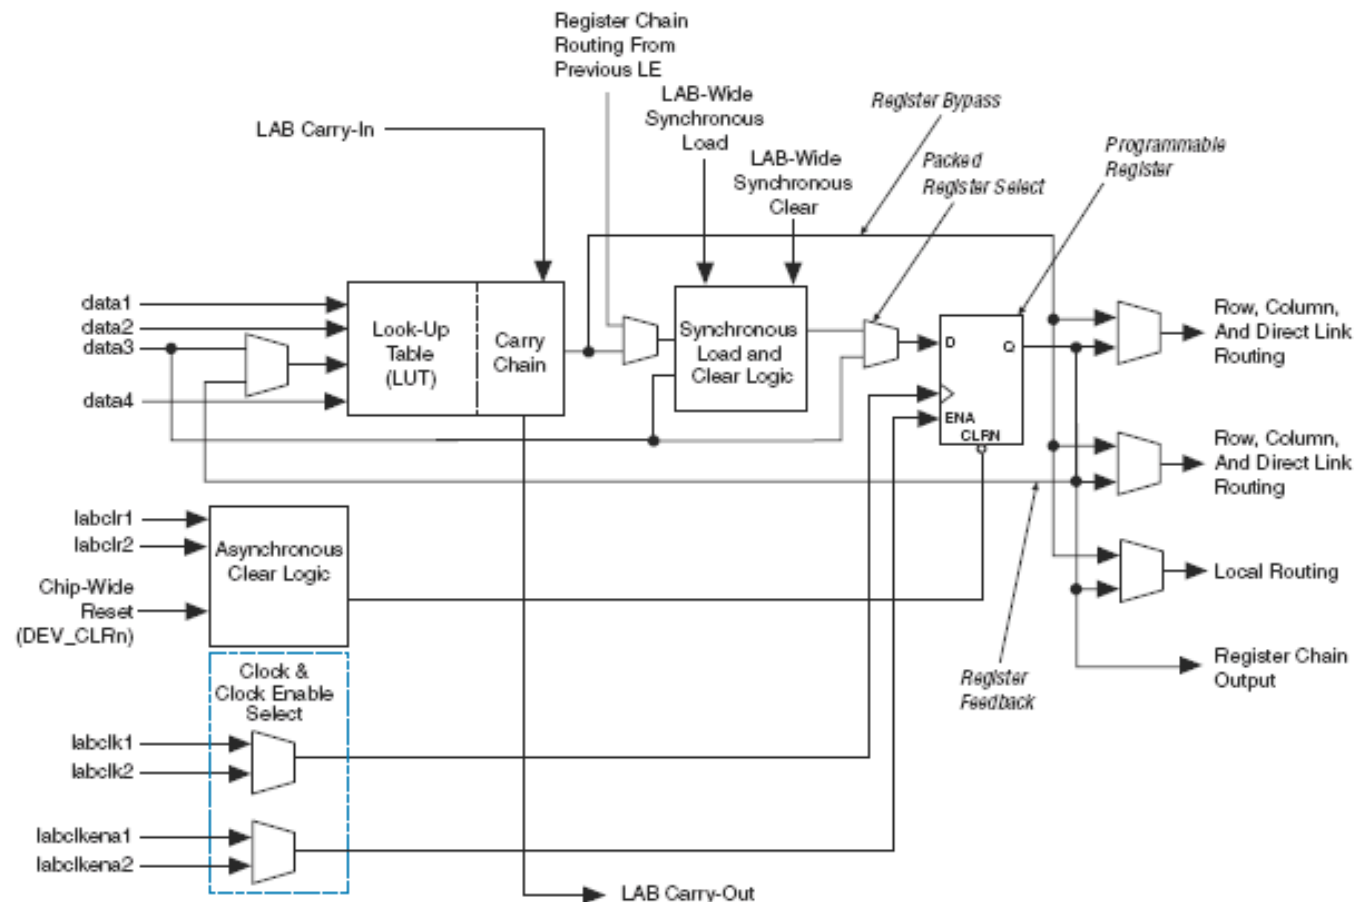 Register Chain
Routing From
Previous LE
LAB-Wide
Synchronous
Load
LAB-Wide
Synchronous
Clear
Register Bypass
Packed
Register Select
Programmable
Register
LAB Carry-In
data1
data2
data3
data4
Look-Up
Table
(LUT)
Carry
Chain
Synchronous
Load and
Clear Logic
D
Q
ENA
CLRN
Row, Column,
And Direct Link
Routing
Row, Column,
And Direct Link
Routing
Local Routing
Register Chain
Output
Register
Feedback
labclr1
labclr2
Chip-Wide
Reset
(DEV_CLRn)
Asynchronous
Clear Logic
Clock &
Clock Enable
Select
labclk1
labclk2
labclkena1
labclkena2
LAB Carry-Out